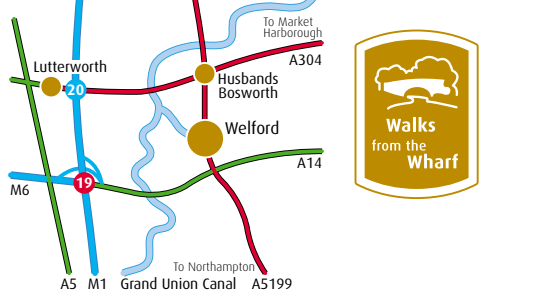 To Market
Harborough
A304
Lutterworth
20
Husbands
Bosworth
Welford
A14
M6
19
To Northampton
A5 M1 Grand Union Canal A5199
Walks
from the
Wharf